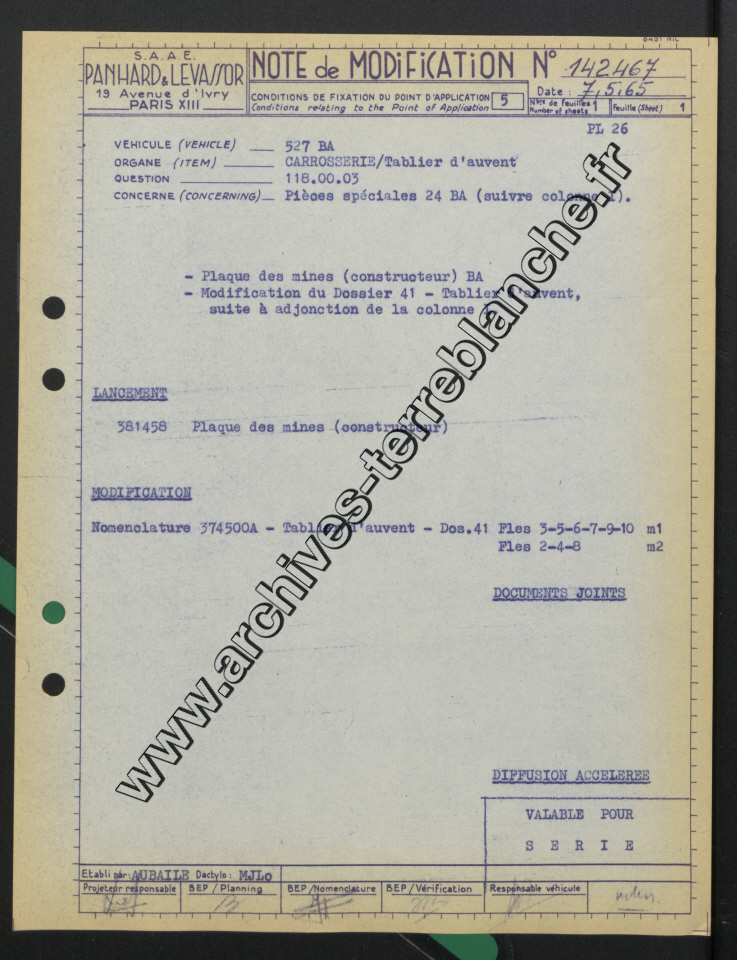 S.A.A.E.
PANHARD & LEVASSOR
19 Avenue d'Ivry
PARIS XIII
NOTE de MODIFICATION N° 142467
Date : 7,5,65
CONDITIONS DE FIXATION DU POINT D'APPLICATION 5
Conditions relating to the Point of Application
Nbre de feuilles 1
Number of sheets
Feuille (Sheet) 1
PL 26
VÉHICULE (VEHICLE) 527 BA
ORGANE (ITEM) CARROSSERIE/Tablier d'auvent
QUESTION 118.00.03
CONCERNE (CONCERNING) Pièces spéciales 24 BA (suivre colonne I).
- Plaque des mines (constructeur) BA
- Modification du Dossier 41 - Tablier d'auvent,
suite à adjonction de la colonne I
LANCEMENT
381458 Plaque des mines (constructeur)
MODIFICATION
Nomenclature 374500A - Tablier d'auvent - Dos.41 Fles 3-5-6-7-9-10 m1
Fles 2-4-8 m2
DOCUMENTS JOINTS
DIFFUSION ACCELEREE
VALABLE POUR
S E R I E
Etabli par: AUBAILE Dactylo : MJLo
Projeteur responsable
BEP / Planning
BEP / Nomenclature
BEP / Vérification
Responsable véhicule
www.archives-terreblanche.fr